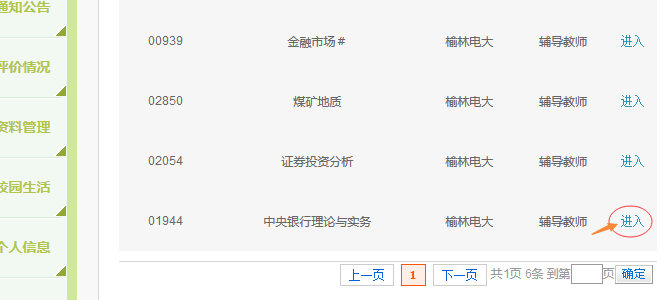 通知公告
00939 金融市场# 榆林电大 辅导教师 进入
评价情况
02850 煤矿地质 榆林电大 辅导教师 进入
资料管理
02054 证券投资分析 榆林电大 辅导教师 进入
校园生活
01944 中央银行理论与实务 榆林电大 辅导教师 进入
个人信息
上一页 1 下一页 共1页 6条 到第 页 确定